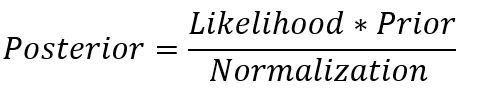 Posterior = Likelihood * Prior / Normalization